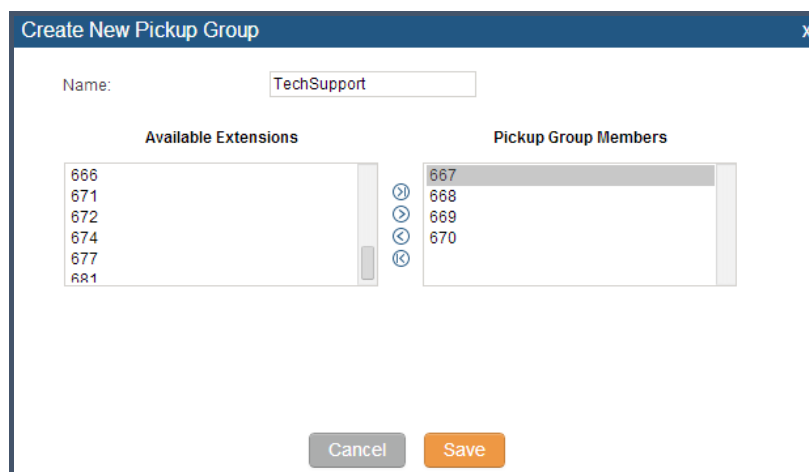 Create New Pickup Group x
Name: TechSupport
Available Extensions
Pickup Group Members
666
671
672
674
677
681
667
668
669
670
Cancel
Save